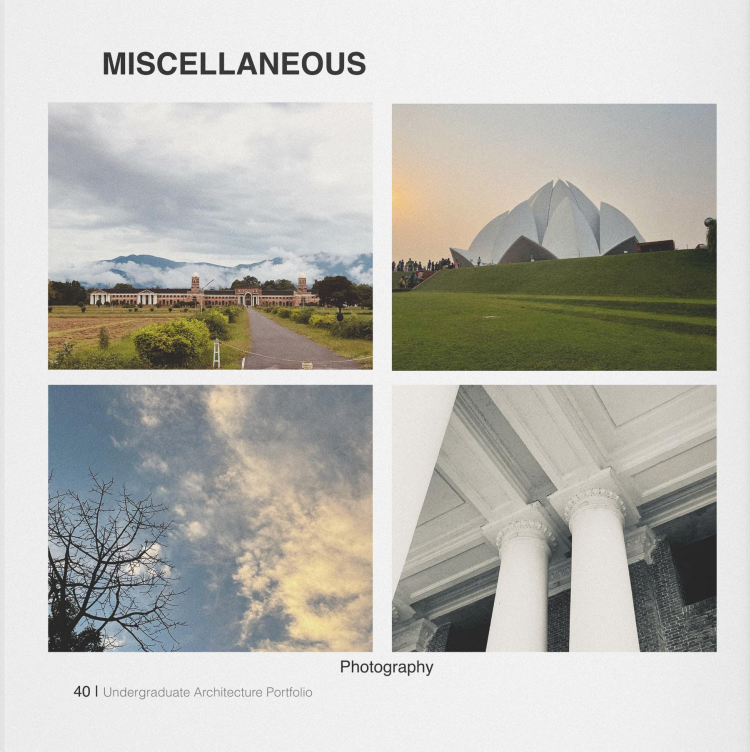 MISCELLANEOUS
Photography
40 | Undergraduate Architecture Portfolio